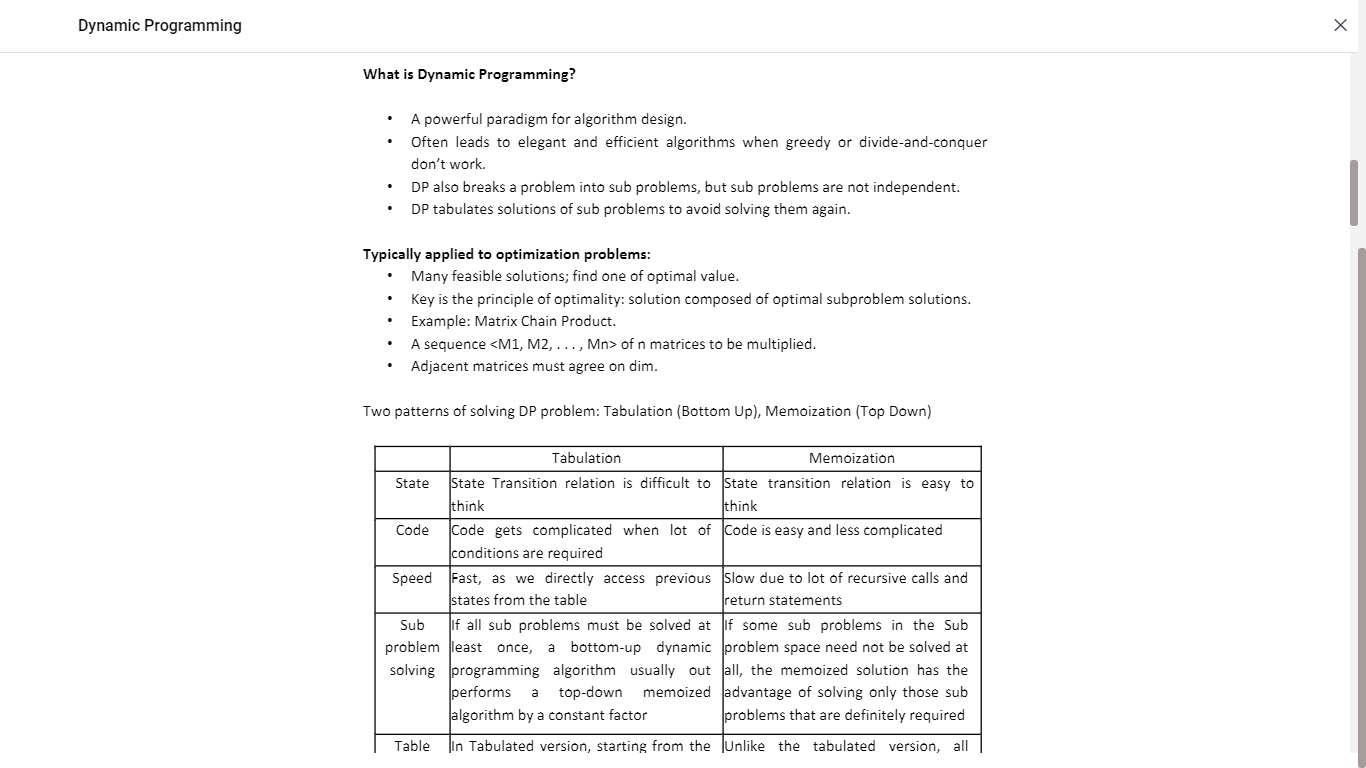 Dynamic Programming
What is Dynamic Programming?
• A powerful paradigm for algorithm design.
• Often leads to elegant and efficient algorithms when greedy or divide-and-conquer
don’t work.
• DP also breaks a problem into sub problems, but sub problems are not independent.
• DP tabulates solutions of sub problems to avoid solving them again.
Typically applied to optimization problems:
• Many feasible solutions; find one of optimal value.
• Key is the principle of optimality: solution composed of optimal subproblem solutions.
• Example: Matrix Chain Product.
• A sequence <M1, M2, . . . , Mn> of n matrices to be multiplied.
• Adjacent matrices must agree on dim.
Two patterns of solving DP problem: Tabulation (Bottom Up), Memoization (Top Down)
Tabulation Memoization
State State Transition relation is difficult to State transition relation is easy to
think think
Code Code gets complicated when lot of Code is easy and less complicated
conditions are required
Speed Fast, as we directly access previous Slow due to lot of recursive calls and
states from the table return statements
Sub If all sub problems must be solved at If some sub problems in the Sub
problem least once, a bottom-up dynamic problem space need not be solved at
solving programming algorithm usually out all, the memoized solution has the
performs a top-down memoized advantage of solving only those sub
algorithm by a constant factor problems that are definitely required
Table In Tabulated version, starting from the Unlike the tabulated version, all